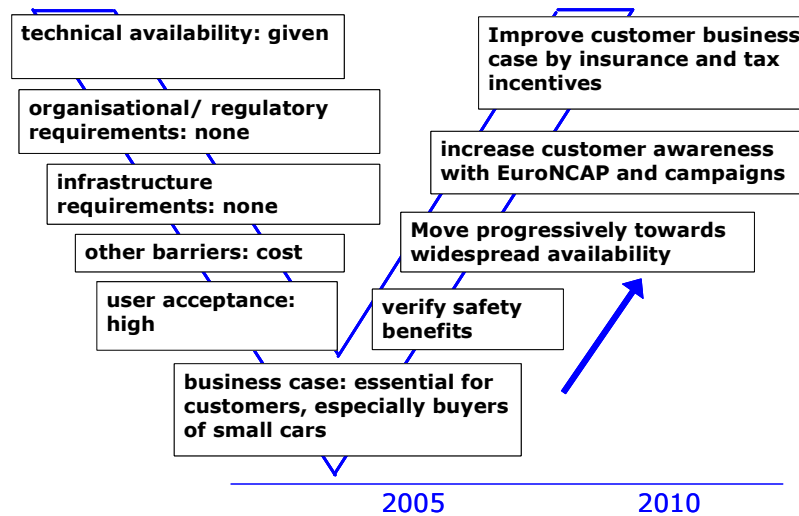 technical availability: given
organisational/ regulatory
requirements: none
infrastructure
requirements: none
other barriers: cost
user acceptance:
high
business case: essential for
customers, especially buyers
of small cars
verify safety
benefits
Move progressively towards
widespread availability
increase customer awareness
with EuroNCAP and campaigns
Improve customer business
case by insurance and tax
incentives
2005
2010